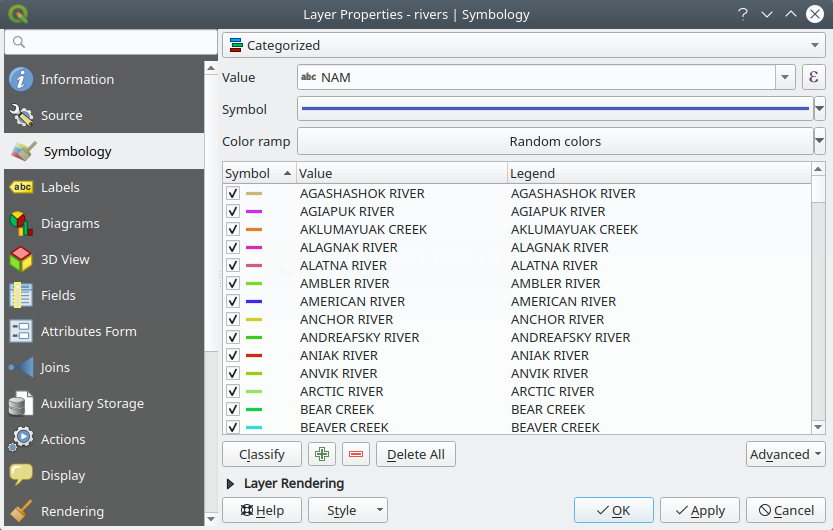 Layer Properties - rivers | Symbology
Information
Source
Symbology
Labels
Diagrams
3D View
Fields
Attributes Form
Joins
Auxiliary Storage
Actions
Display
Rendering
Categorized
Value abc NAM ε
Symbol
Color ramp Random colors
Symbol Value Legend
AGASHASHOK RIVER AGASHASHOK RIVER
AGIAPUK RIVER AGIAPUK RIVER
AKLUMAYUAK CREEK AKLUMAYUAK CREEK
ALAGNAK RIVER ALAGNAK RIVER
ALATNA RIVER ALATNA RIVER
AMBLER RIVER AMBLER RIVER
AMERICAN RIVER AMERICAN RIVER
ANCHOR RIVER ANCHOR RIVER
ANDREAFSKY RIVER ANDREAFSKY RIVER
ANIAK RIVER ANIAK RIVER
ANVIK RIVER ANVIK RIVER
ARCTIC RIVER ARCTIC RIVER
BEAR CREEK BEAR CREEK
BEAVER CREEK BEAVER CREEK
Classify Delete All Advanced
Layer Rendering
Help Style OK Apply Cancel